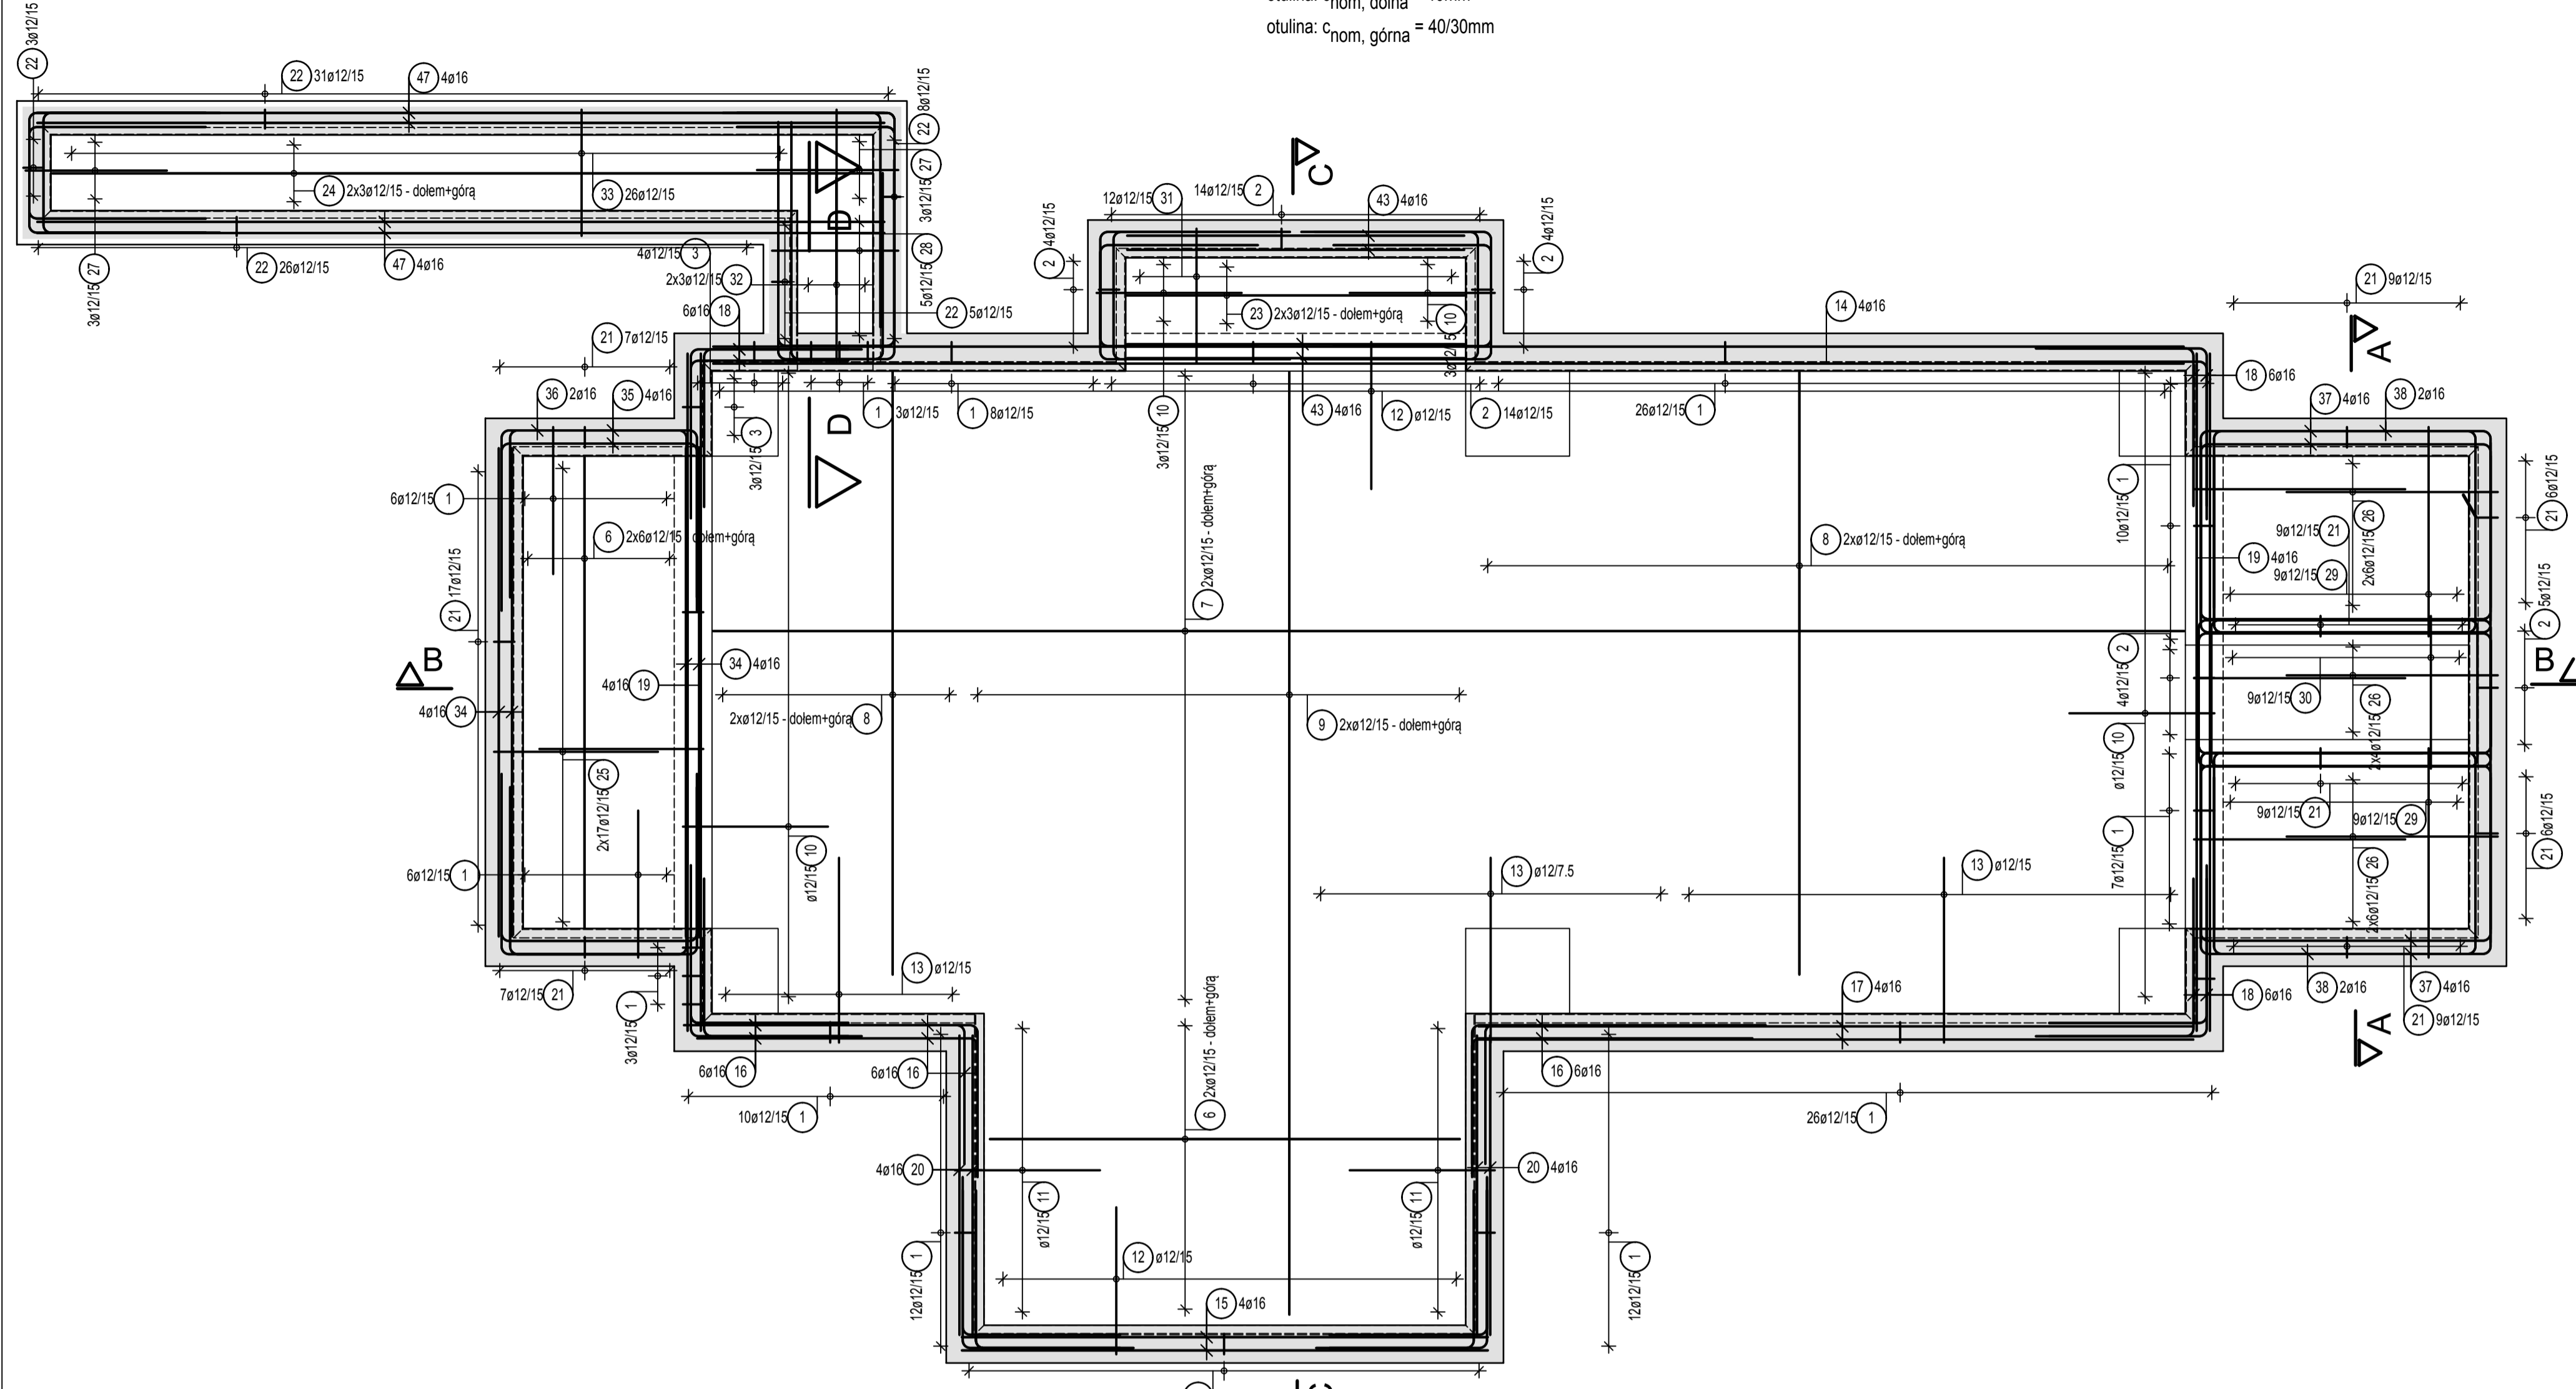 otulina: cnom, górna = 40/30mm
22 3ø12/15
22 31ø12/15
47 4ø16
22 8ø12/15
3ø12/15 27
24 2x3ø12/15 - dołem+górą
33 26ø12/15
3ø12/15 27
22 26ø12/15
47 4ø16
5ø12/15 28
4ø12/15 3
2x3ø12/15 32
6ø16 18
22 5ø12/15
D
D
C
12ø12/15 31
14ø12/15 2
43 4ø16
2 4ø12/15
2 4ø12/15
23 2x3ø12/15 - dołem+górą
3ø12/15 10
3ø12/15 10
14 4ø16
21 9ø12/15
A
21 7ø12/15
36 2ø16
35 4ø16
3ø12/15 3
1 3ø12/15
1 8ø12/15
43 4ø16
12 ø12/15
2 14ø12/15
26ø12/15 1
18 6ø16
37 4ø16
38 2ø16
6ø12/15 1
6 2x6ø12/15 - dołem+górą
7 2xø12/15 - dołem+górą
8 2xø12/15 - dołem+górą
10ø12/15 1
19 4ø16
9ø12/15 21
9ø12/15 29
2x6ø12/15 26
21 6ø12/15
21 17ø12/15
B
34 4ø16
4ø16 19
4ø16 34
2xø12/15 - dołem+górą 8
9 2xø12/15 - dołem+górą
4ø12/15 2
ø12/15 10
9ø12/15 30
2x4ø12/15 26
2 5ø12/15
B
2x17ø12/15 25
6ø12/15 1
ø12/15 10
13 ø12/7.5
13 ø12/15
7ø12/15 1
9ø12/15 21
9ø12/15 29
2x6ø12/15 26
21 6ø12/15
7ø12/15 21
3ø12/15 1
13 ø12/15
17 4ø16
18 6ø16
38 2ø16
37 4ø16
21 9ø12/15
A
6ø16 16
6ø16 16
16 6ø16
10ø12/15 1
6 2xø12/15 - dołem+górą
26ø12/15 1
4ø16 20
20 4ø16
ø12/15 11
ø12/15 11
12ø12/15 1
12 ø12/15
12ø12/15 1
15 4ø16